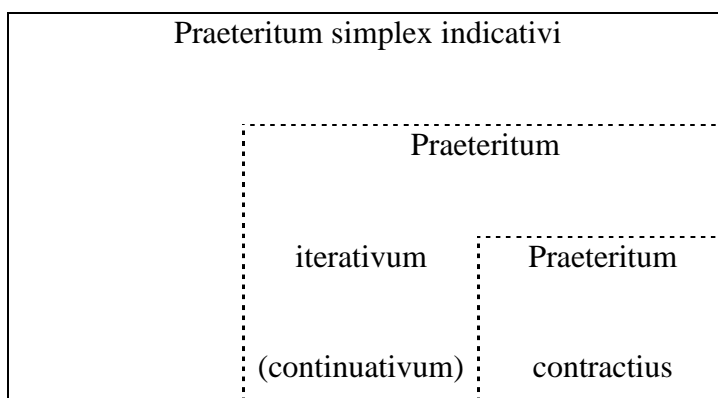 Praeteritum simplex indicativi
Praeteritum
iterativum
Praeteritum
(continuativum)
contractius